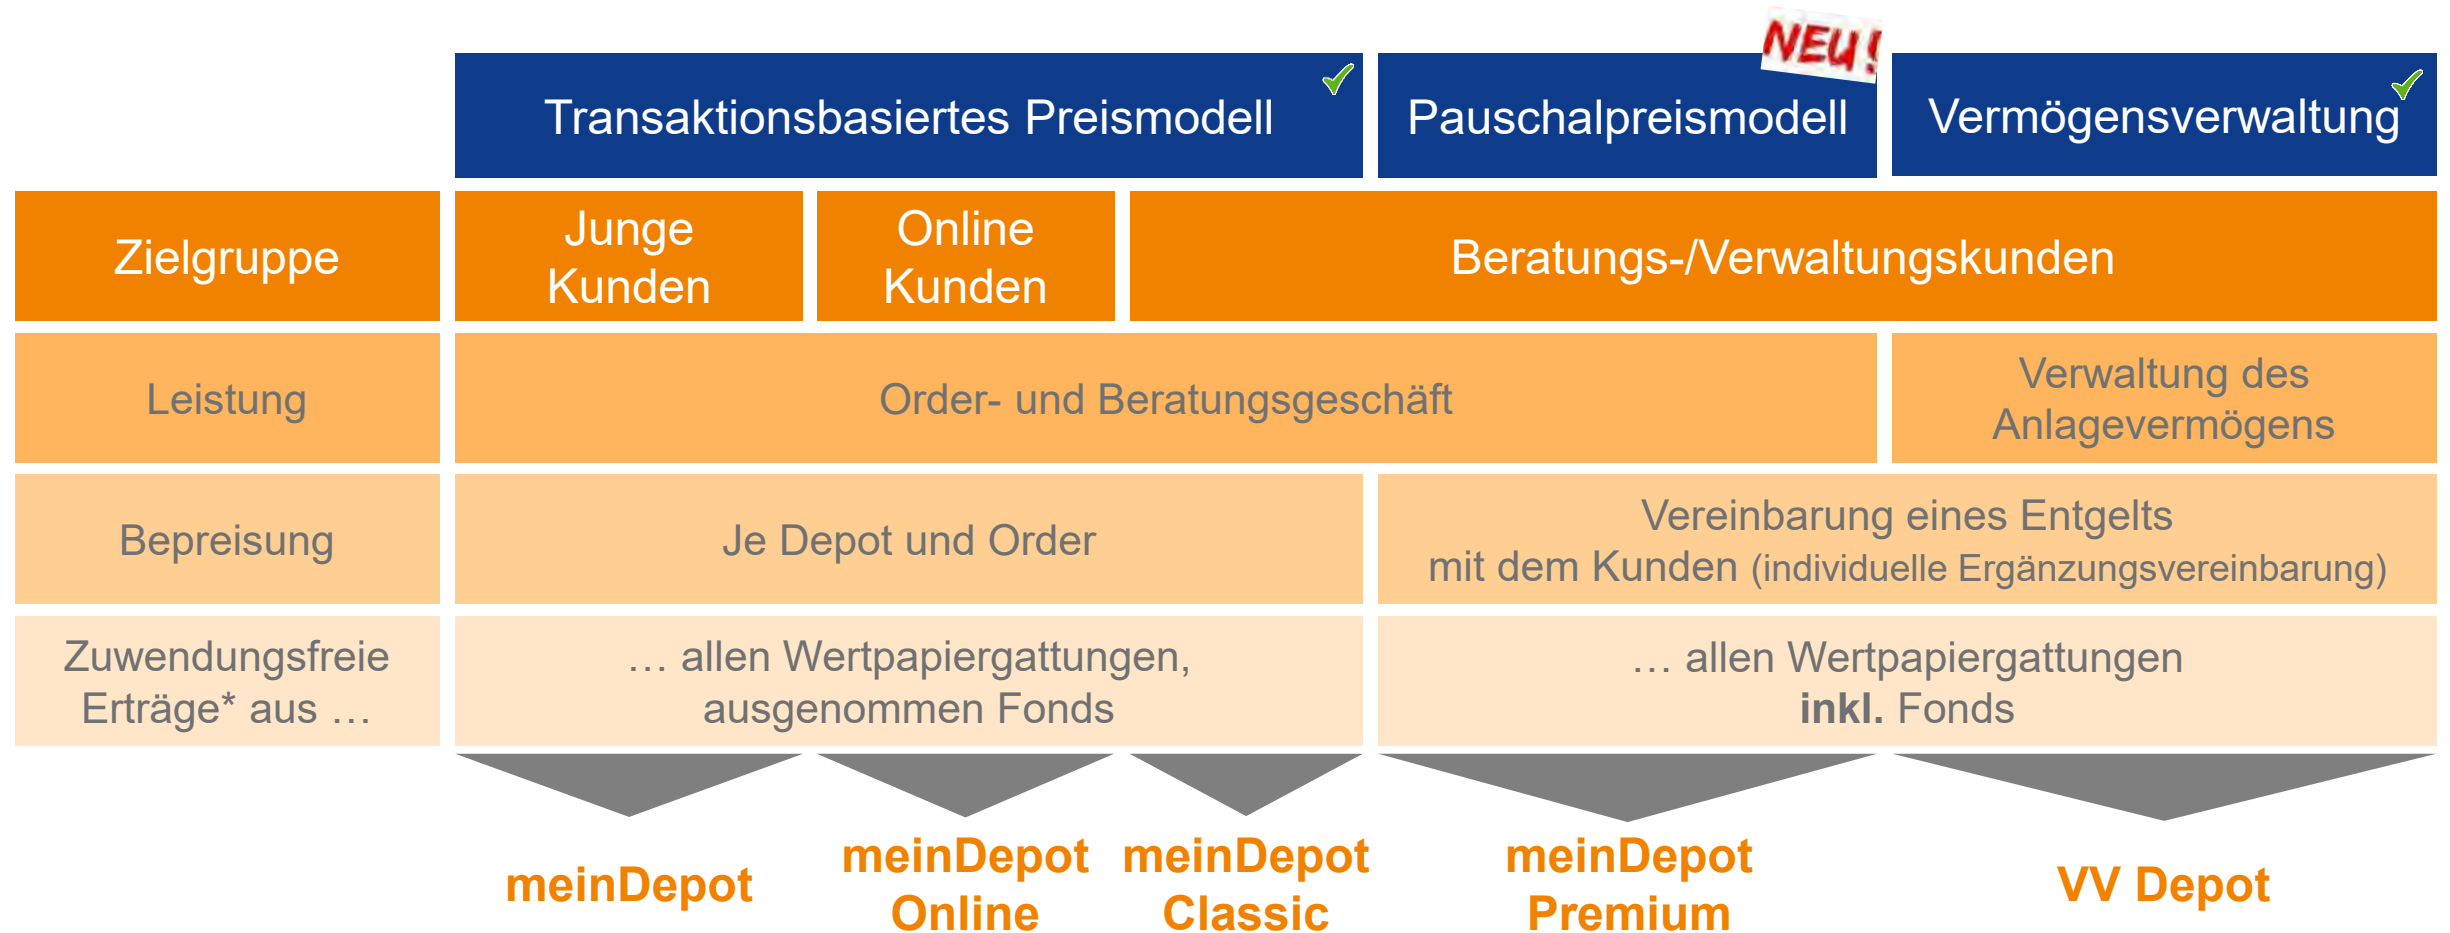 NEU!
Transaktionsbasiertes Preismodell
Pauschalpreismodell
Vermögensverwaltung
Zielgruppe
Junge
Kunden
Online
Kunden
Beratungs-/Verwaltungskunden
Leistung
Order- und Beratungsgeschäft
Verwaltung des
Anlagevermögens
Bepreisung
Je Depot und Order
Vereinbarung eines Entgelts
mit dem Kunden (individuelle Ergänzungsvereinbarung)
Zuwendungsfreie
Erträge* aus …
… allen Wertpapiergattungen,
ausgenommen Fonds
… allen Wertpapiergattungen
inkl. Fonds
meinDepot
meinDepot
Online
meinDepot
Classic
meinDepot
Premium
VV Depot